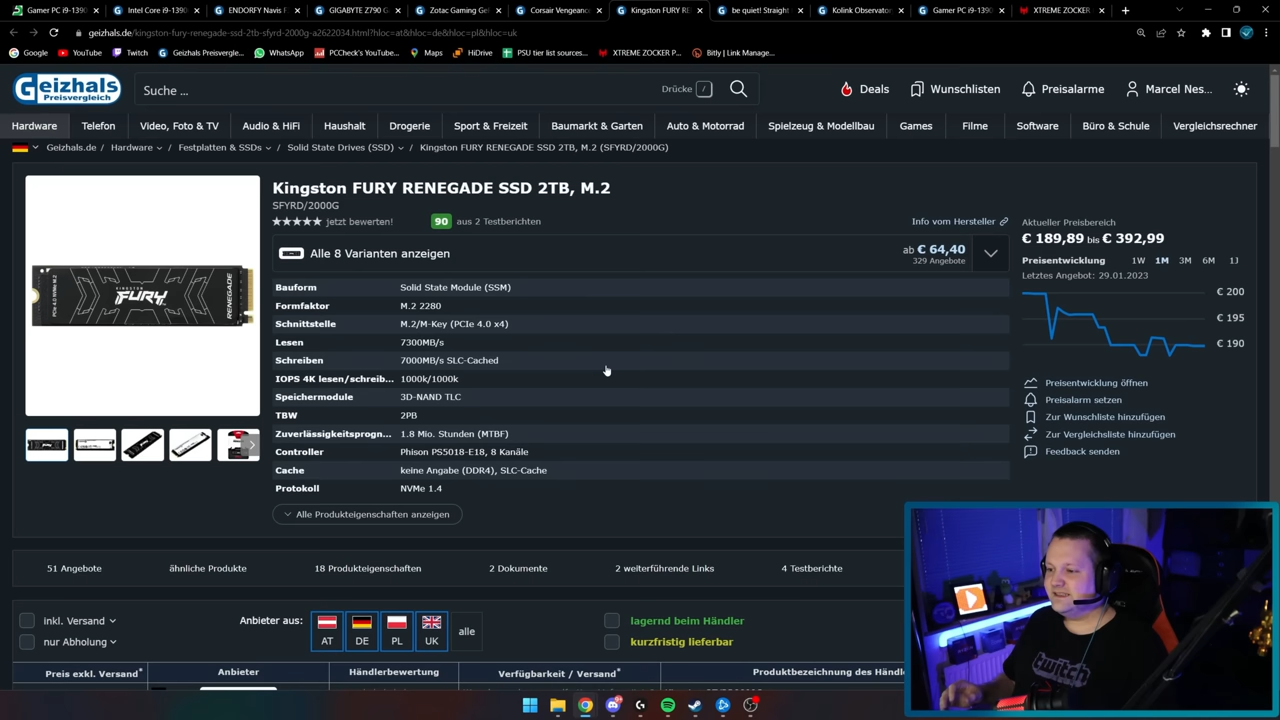 Gamer PC i9-1390
Intel Core i9-1390
ENDORFY Navis F
GIGABYTE Z790 G
Zotac Gaming Ge
Corsair Vengeanc
Kingston FURY RE
be quiet! Straight
Kolink Observator
Gamer PC i9-1390
XTREME ZOCKER
geizhals.de/kingston-fury-renegade-ssd-2tb-sfyrd-2000g-a2622034.html?hloc=at&hloc=de&hloc=pl&hloc=uk
Google
YouTube
Twitch
Geizhals Preisvergle...
WhatsApp
PCCheck's YouTube...
Maps
HiDrive
PSU tier list sources...
XTREME ZOCKER P...
Bitly | Link Manage...
Geizhals
Preisvergleich
Suche ...
Drücke /
Deals
Wunschlisten
Preisalarme
Marcel Nes...
Hardware
Telefon
Video, Foto & TV
Audio & HiFi
Haushalt
Drogerie
Sport & Freizeit
Baumarkt & Garten
Auto & Motorrad
Spielzeug & Modellbau
Games
Filme
Software
Büro & Schule
Vergleichsrechner
Geizhals.de / Hardware / Festplatten & SSDs / Solid State Drives (SSD) / Kingston FURY RENEGADE SSD 2TB, M.2 (SFYRD/2000G)
Kingston FURY RENEGADE SSD 2TB, M.2
SFYRD/2000G
jetzt bewerten!
90 aus 2 Testberichten
Info vom Hersteller
Alle 8 Varianten anzeigen
ab € 64,40
329 Angebote
Bauform Solid State Module (SSM)
Formfaktor M.2 2280
Schnittstelle M.2/M-Key (PCIe 4.0 x4)
Lesen 7300MB/s
Schreiben 7000MB/s SLC-Cached
IOPS 4K lesen/schreib... 1000k/1000k
Speichermodule 3D-NAND TLC
TBW 2PB
Zuverlässigkeitsprogn... 1.8 Mio. Stunden (MTBF)
Controller Phison PS5018-E18, 8 Kanäle
Cache keine Angabe (DDR4), SLC-Cache
Protokoll NVMe 1.4
Alle Produkteigenschaften anzeigen
FURY
RENEGADE
Aktueller Preisbereich
€ 189,89 bis € 392,99
Preisentwicklung 1W 1M 3M 6M 1J
Letztes Angebot: 29.01.2023
€ 200
€ 195
€ 190
Preisentwicklung öffnen
Preisalarm setzen
Zur Wunschliste hinzufügen
Zur Vergleichsliste hinzufügen
Feedback senden
51 Angebote
ähnliche Produkte
18 Produkteigenschaften
2 Dokumente
2 weiterführende Links
4 Testberichte
inkl. Versand
nur Abholung
Anbieter aus:
AT
DE
PL
UK
alle
lagernd beim Händler
kurzfristig lieferbar
Preis exkl. Versand*
Anbieter
Händlerbewertung
Verfügbarkeit / Versand*
Produktbezeichnung des Händl
twitch